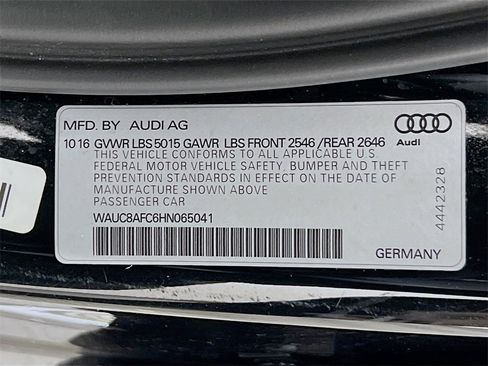 MFD. BY AUDI AG
10 16 GVWR LBS 5015 GAWR LBS FRONT 2546 /REAR 2646
THIS VEHICLE CONFORMS TO ALL APPLICABLE U S
FEDERAL MOTOR VEHICLE SAFETY, BUMPER AND THEFT
PREVENTION STANDARDS IN EFFECT ON THE DATE
OF MANUFACTURE SHOWN ABOVE
PASSENGER CAR
WAUC8AFC6HN065041
Audi
4442328
GERMANY